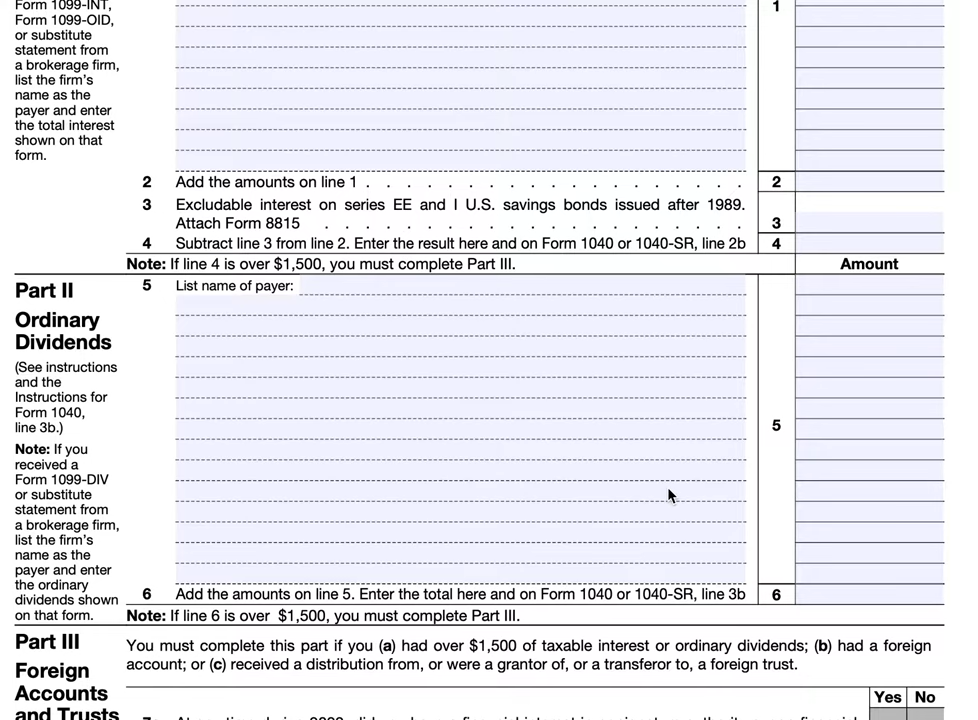 Form 1099-INT,
Form 1099-OID,
or substitute
statement from
a brokerage firm,
list the firm's
name as the
payer and enter
the total interest
shown on that
form.
1
2 Add the amounts on line 1 . . . . . . . . . . . . . . . . . 2
3 Excludable interest on series EE and I U.S. savings bonds issued after 1989.
Attach Form 8815 . . . . . . . . . . . . . . . . . . 3
4 Subtract line 3 from line 2. Enter the result here and on Form 1040 or 1040-SR, line 2b 4
Note: If line 4 is over $1,500, you must complete Part III. Amount
Part II
Ordinary
Dividends
(See instructions
and the
Instructions for
Form 1040,
line 3b.)
Note: If you
received a
Form 1099-DIV
or substitute
statement from
a brokerage firm,
list the firm's
name as the
payer and enter
the ordinary
dividends shown
on that form.
5 List name of payer:
5
6 Add the amounts on line 5. Enter the total here and on Form 1040 or 1040-SR, line 3b 6
Note: If line 6 is over $1,500, you must complete Part III.
Part III
Foreign
Accounts
and Trusts
You must complete this part if you (a) had over $1,500 of taxable interest or ordinary dividends; (b) had a foreign
account; or (c) received a distribution from, or were a grantor of, or a transferor to, a foreign trust.
Yes No